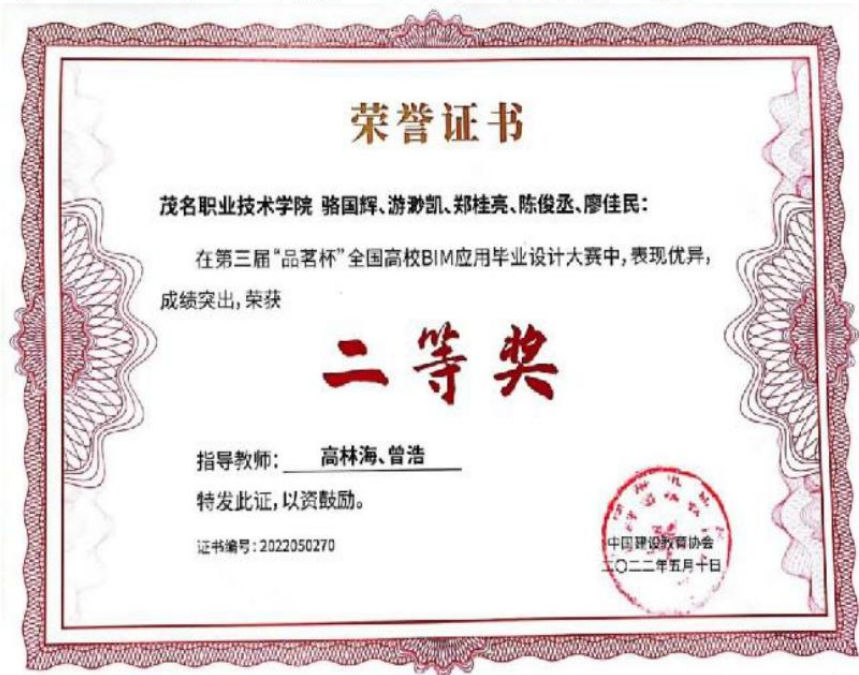 荣誉证书
茂名职业技术学院 骆国辉、游渺凯、郑桂亮、陈俊丞、廖佳民：
在第三届“品茗杯”全国高校BIM应用毕业设计大赛中，表现优异，
成绩突出，荣获
二等奖
指导教师： 高林海、曾浩
特发此证，以资鼓励。
证书编号：2022050270
中国建设教育协会
二〇二二年五月十日